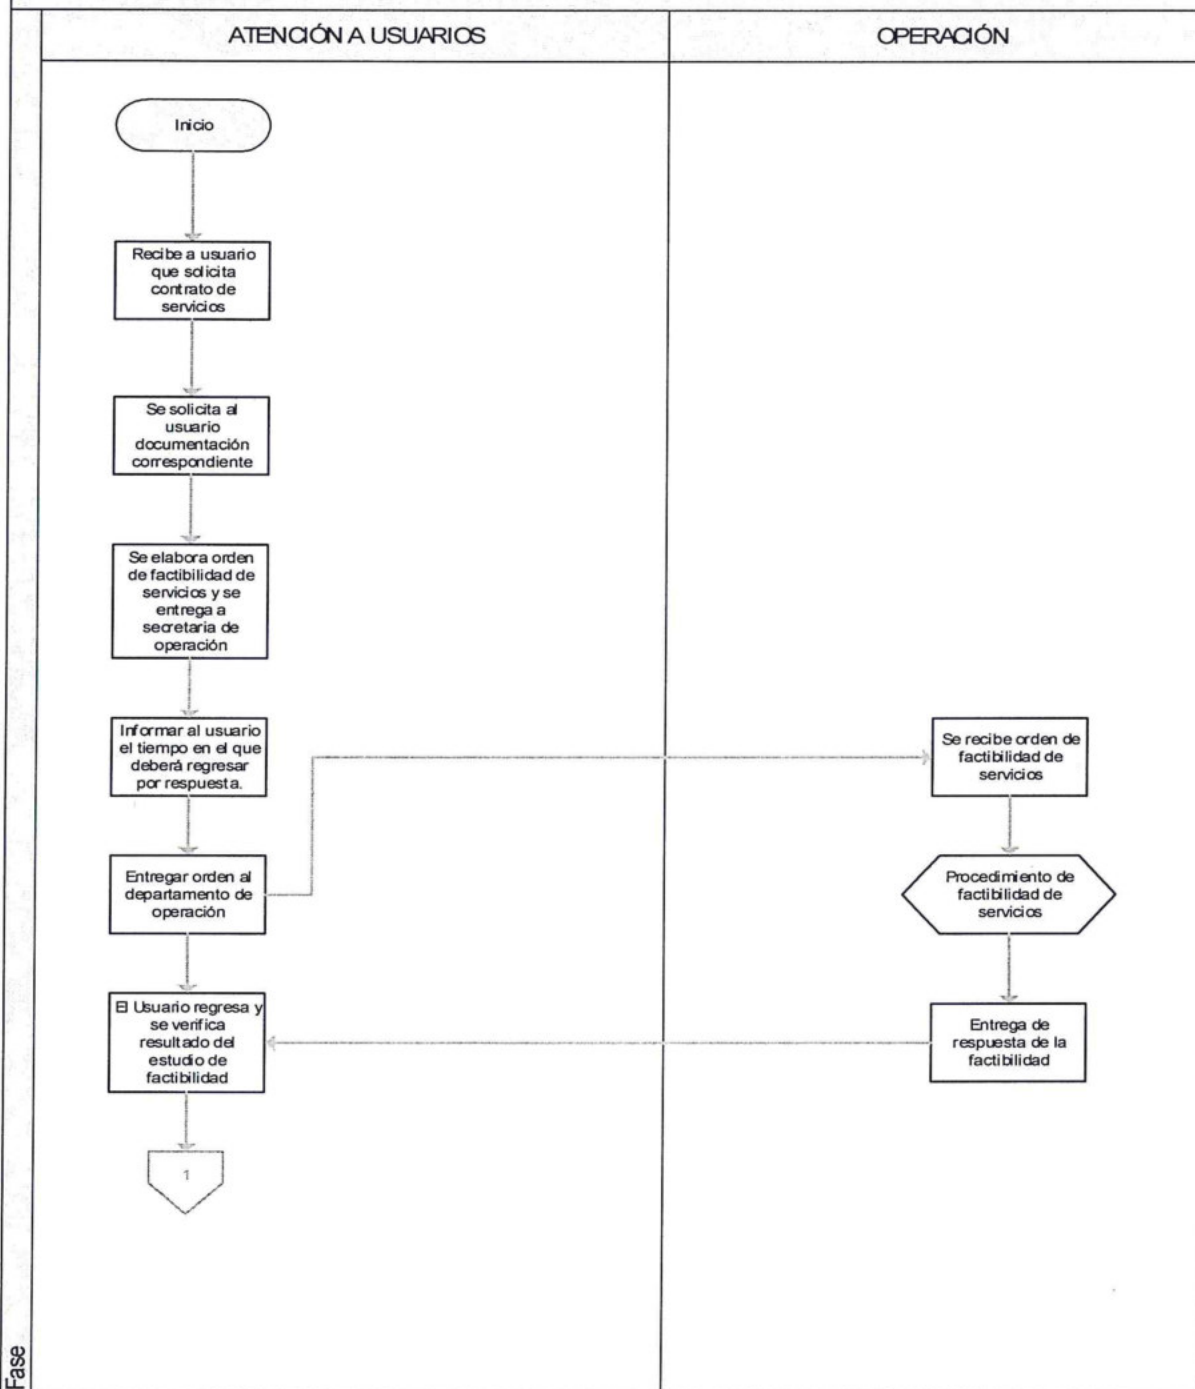 ATENCIÓN A USUARIOS
OPERACIÓN
Inicio
Recibe a usuario
que solicita
contrato de
servicios
Se solicita al
usuario
documentación
correspondiente
Se elabora orden
de factibilidad de
servicios y se
entrega a
secretaria de
operación
Informar al usuario
el tiempo en el que
deberá regresar
por respuesta.
Se recibe orden de
factibilidad de
servicios
Entregar orden al
departamento de
operación
Procedimiento de
factibilidad de
servicios
Usuario regresa y
se verifica
resultado del
estudio de
factibilidad
Entrega de
respuesta de la
factibilidad
1
Fase